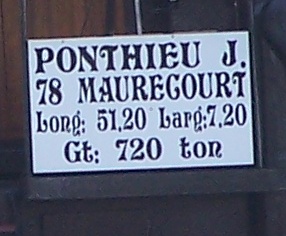 PONTHIEU J.
78 MAURECOURT
Long: 51,20 Larg:7,20
Gt: 720 ton